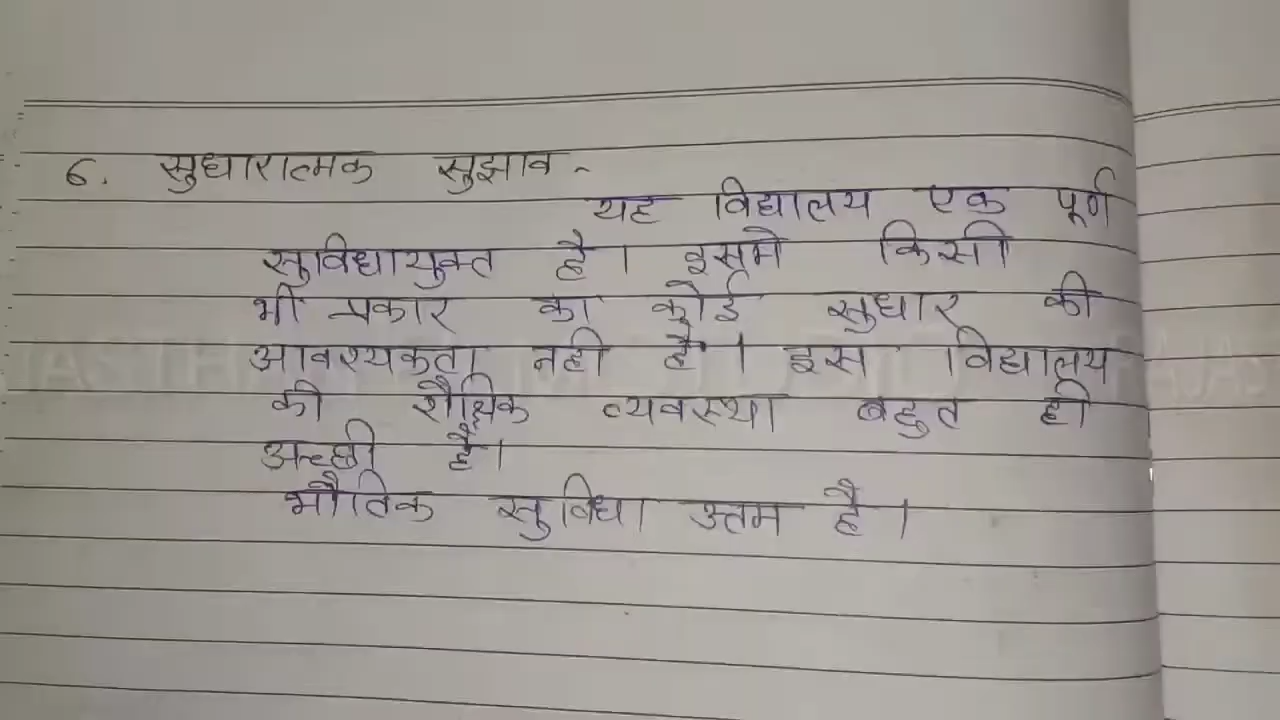 6. सुधारात्मक सुझाव -
यह विद्यालय एक पूर्ण
सुविधायुक्त है। इसमे किसी
भी प्रकार का कोई सुधार की
आवश्यकता नही है। इस विद्यालय
की शैक्षिक व्यवस्था बहुत ही
अच्छी है।
भौतिक सुविधा उत्तम है।